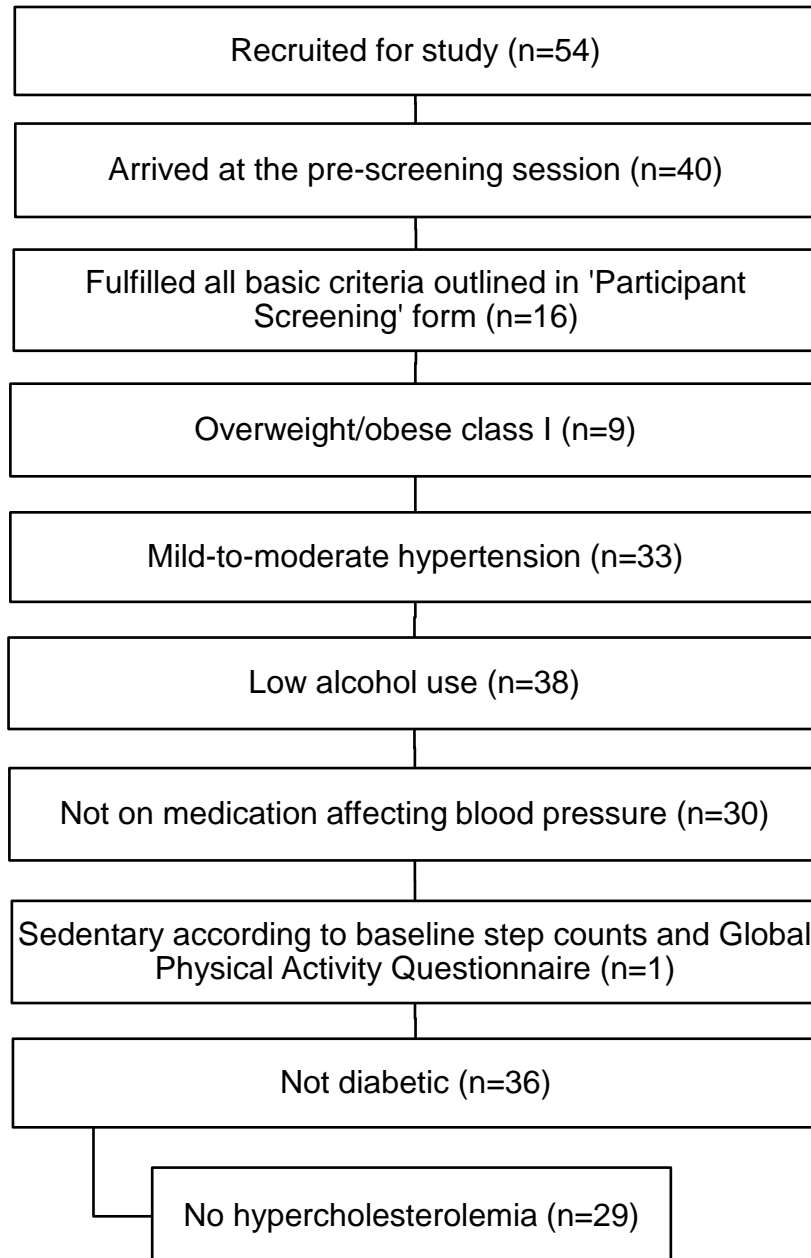 Recruited for study (n=54)
Arrived at the pre-screening session (n=40)
Fulfilled all basic criteria outlined in 'Participant
Screening' form (n=16)
Overweight/obese class I (n=9)
Mild-to-moderate hypertension (n=33)
Low alcohol use (n=38)
Not on medication affecting blood pressure (n=30)
Sedentary according to baseline step counts and Global
Physical Activity Questionnaire (n=1)
Not diabetic (n=36)
No hypercholesterolemia (n=29)